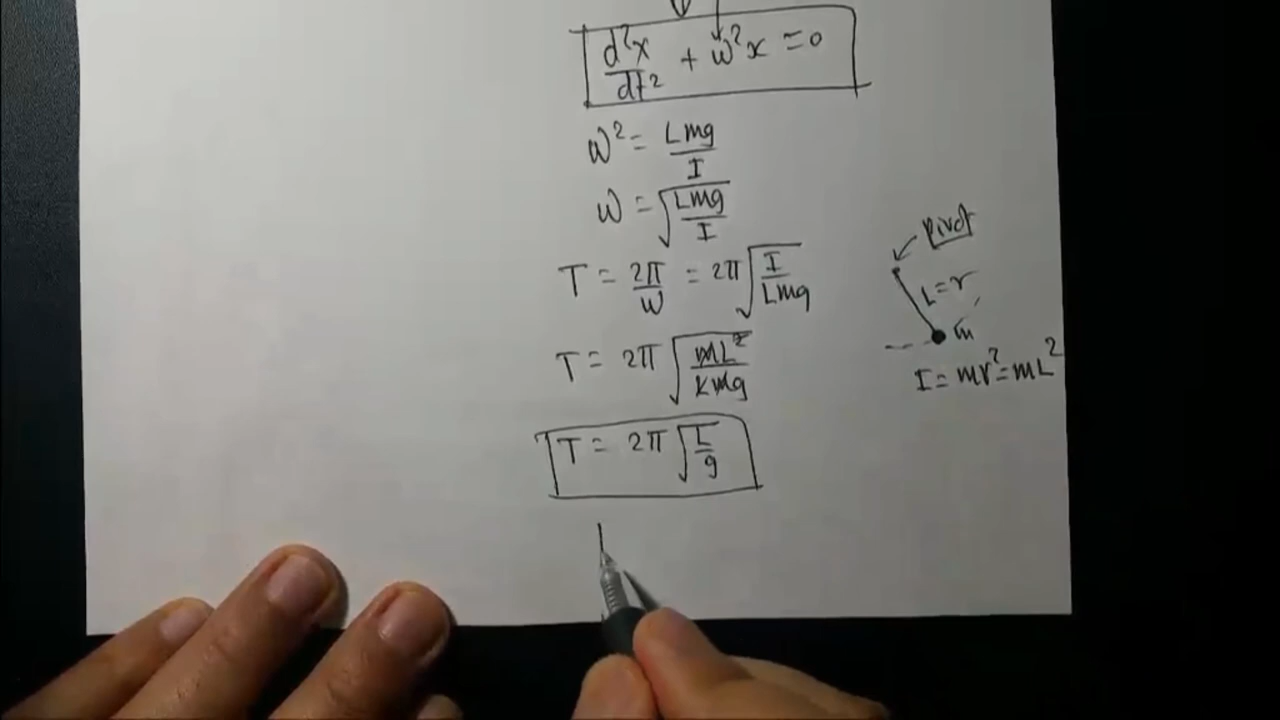 d²x/dt² + ω²x = 0
ω² = Lmg/I
ω = √(Lmg/I)
T = 2π/ω = 2π√(I/Lmg)
T = 2π√(mL²/Lmg)
T = 2π√(L/g)
pivot
L=r
m
I = mr² = mL²